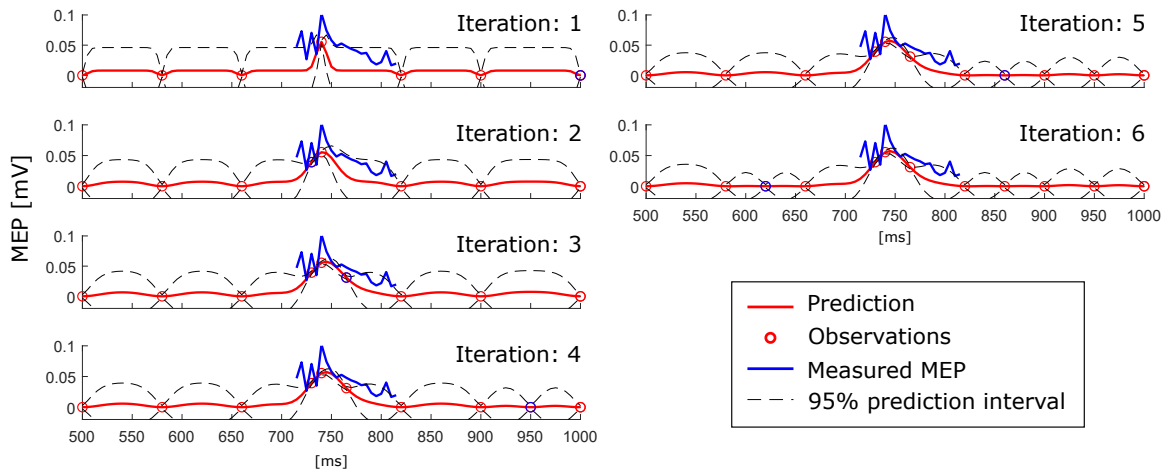 MEP [mV]
0.1
0.05
0
Iteration: 1
0.1
0.05
0
Iteration: 2
0.1
0.05
0
Iteration: 3
0.1
0.05
0
Iteration: 4
500 550 600 650 700 750 800 850 900 950 1000
[ms]
0.1
0.05
0
Iteration: 5
0.1
0.05
0
Iteration: 6
500 550 600 650 700 750 800 850 900 950 1000
[ms]
Prediction
Observations
Measured MEP
95% prediction interval